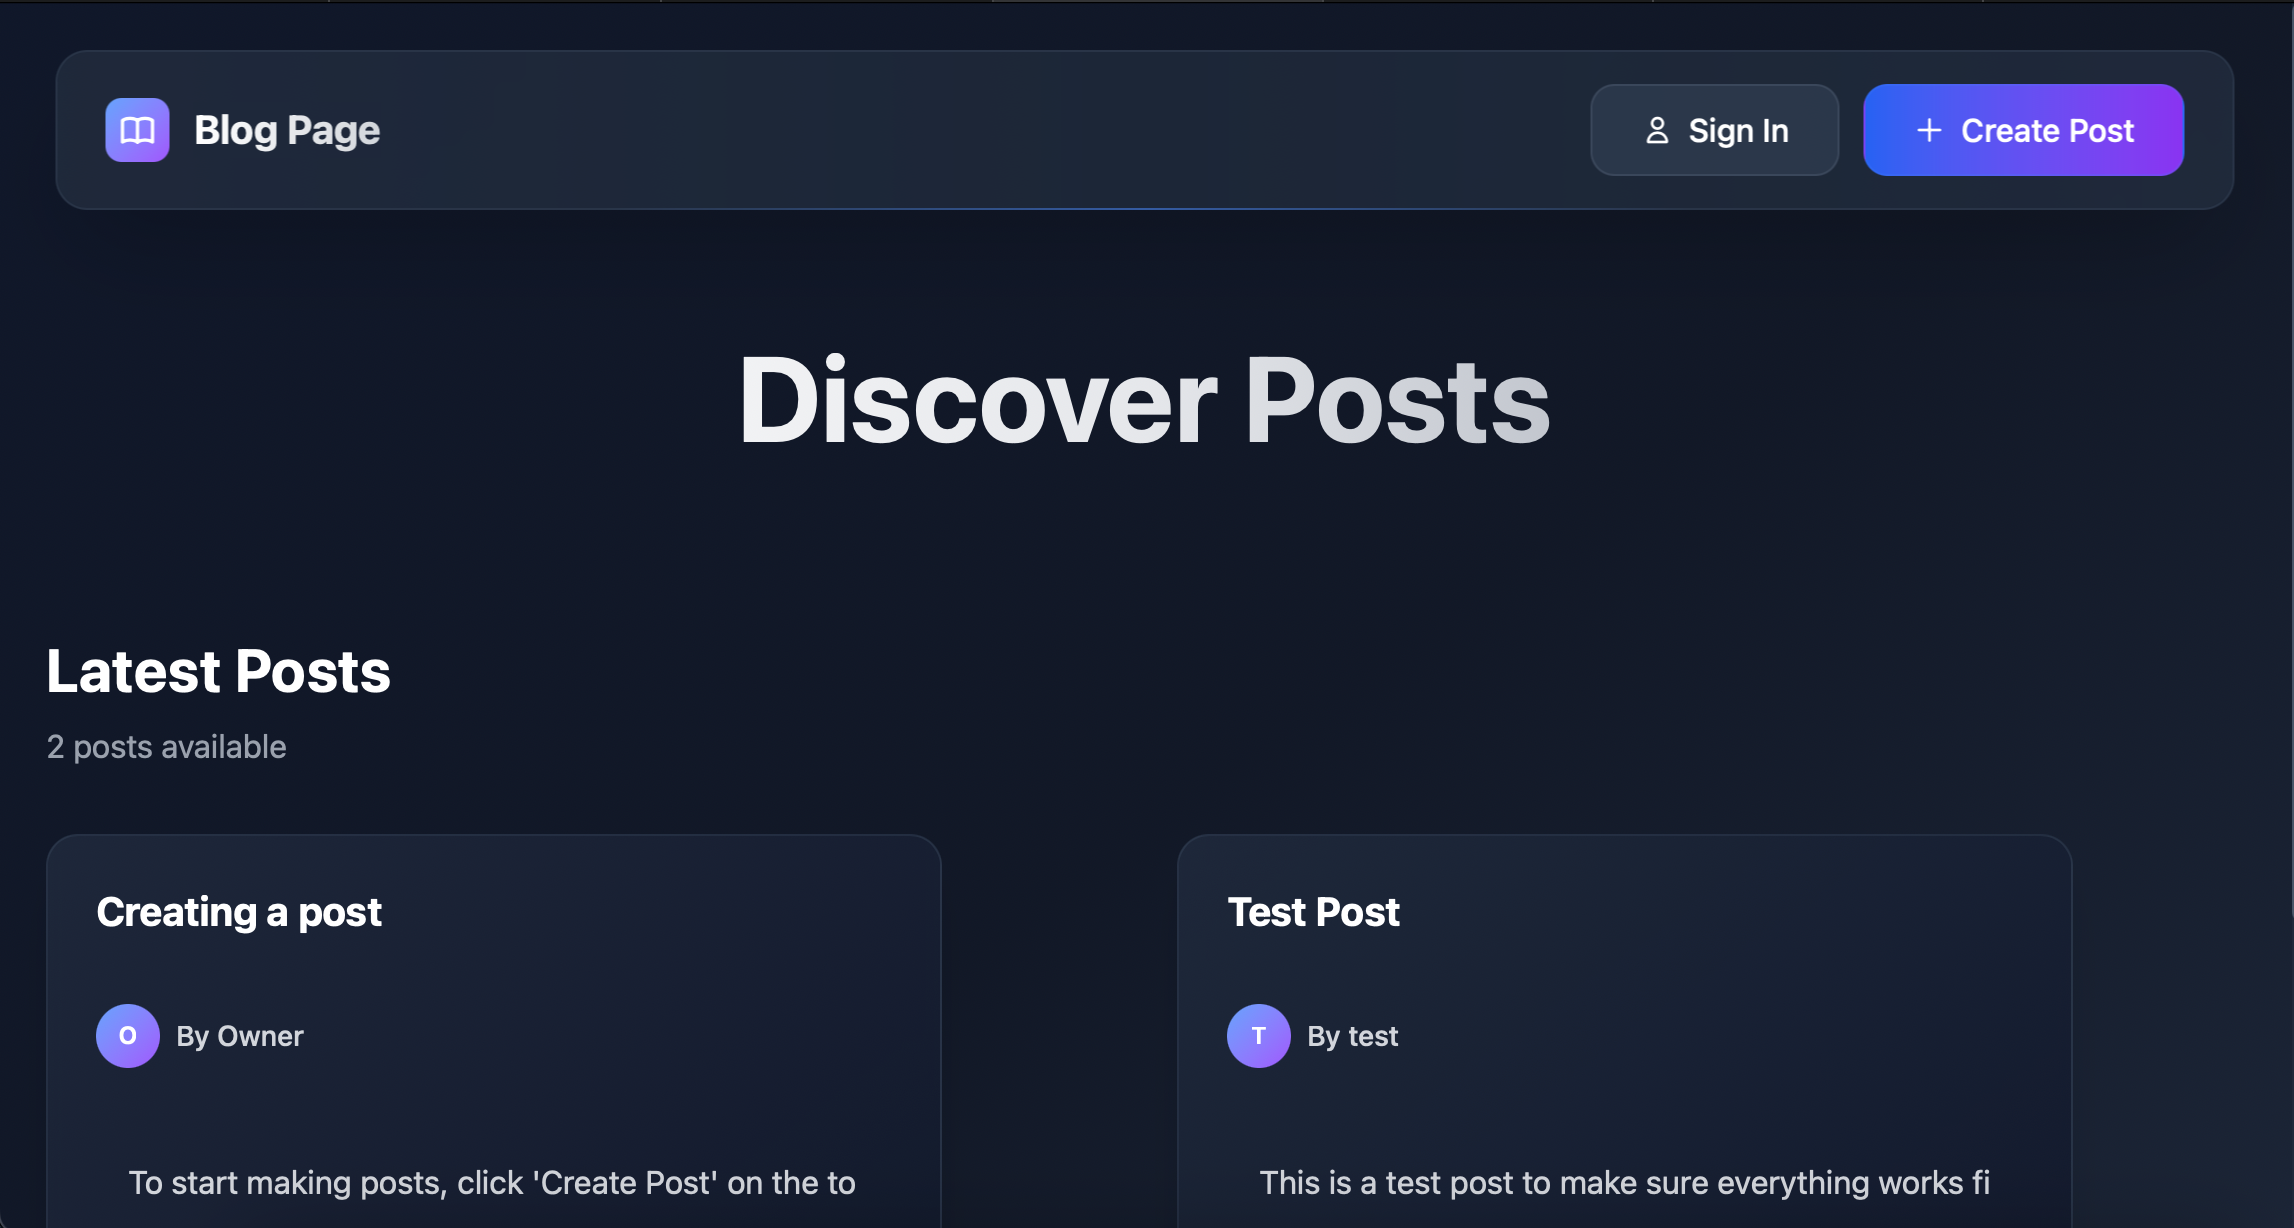 Blog Page
Sign In
Create Post
Discover Posts
Latest Posts
2 posts available
Creating a post
O
By Owner
To start making posts, click 'Create Post' on the to
Test Post
T
By test
This is a test post to make sure everything works fi